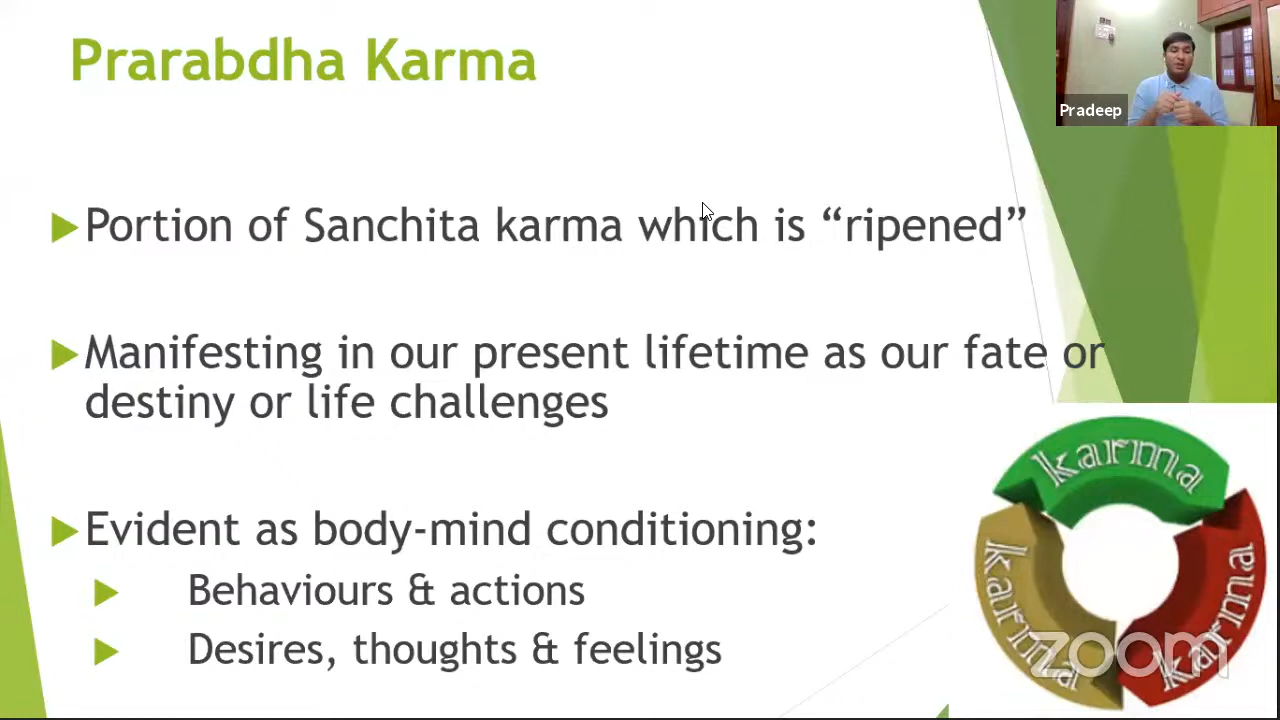 Prarabdha Karma
Pradeep
Portion of Sanchita karma which is “ripened”
Manifesting in our present lifetime as our fate or
destiny or life challenges
Evident as body-mind conditioning:
Behaviours & actions
Desires, thoughts & feelings
karma
karma
karma
zoom